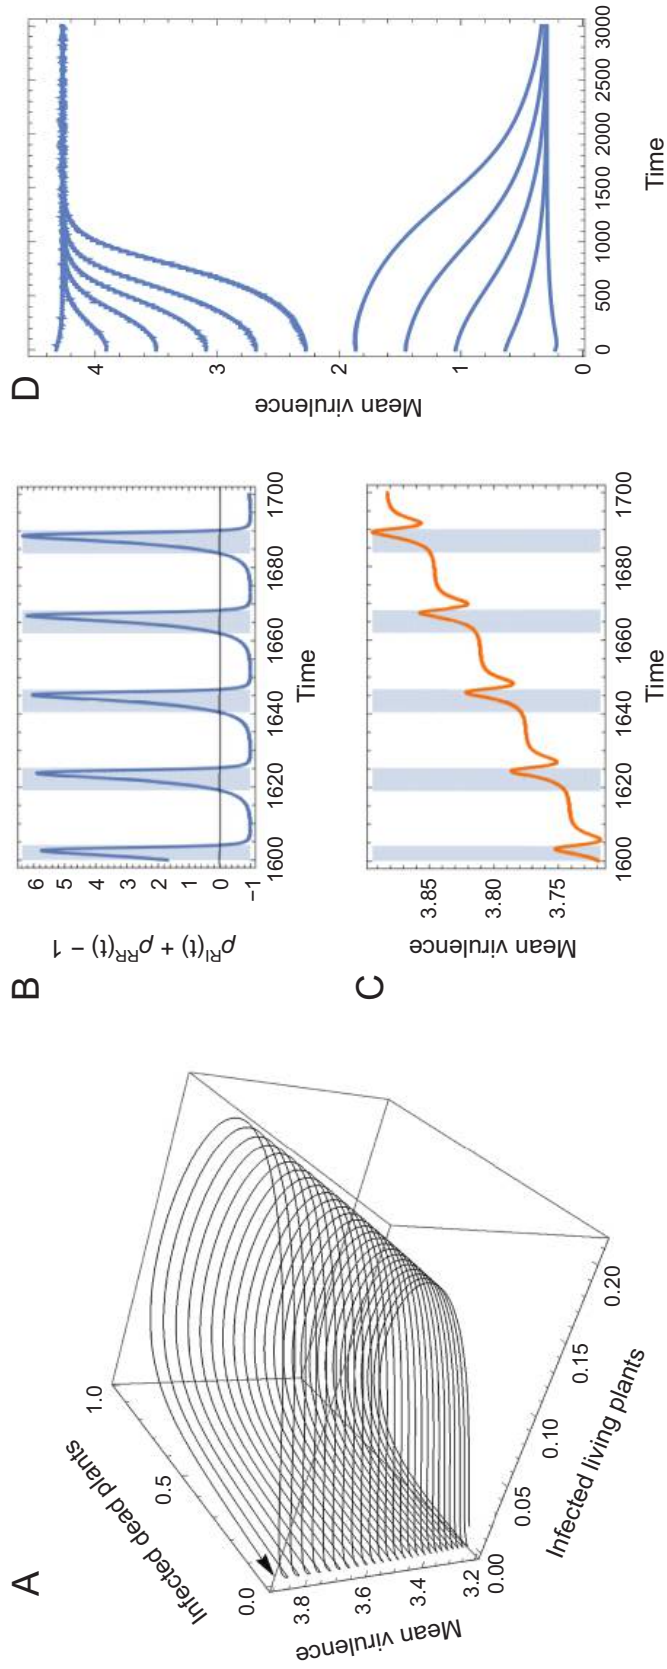 A
Infected dead plants
1.0
0.5
0.0
Mean virulence
3.8
3.6
3.4
3.2
0.00
0.05
0.10
0.15
0.20
Infected living plants
B
ρᴿᴵ(t) + ρᴿᴿ(t) − 1
6
5
4
3
2
1
0
−1
1600 1620 1640 1660 1680 1700
Time
C
Mean virulence
3.85
3.80
3.75
1600 1620 1640 1660 1680 1700
Time
D
Mean virulence
4
3
2
1
0
0 500 1000 1500 2000 2500 3000
Time